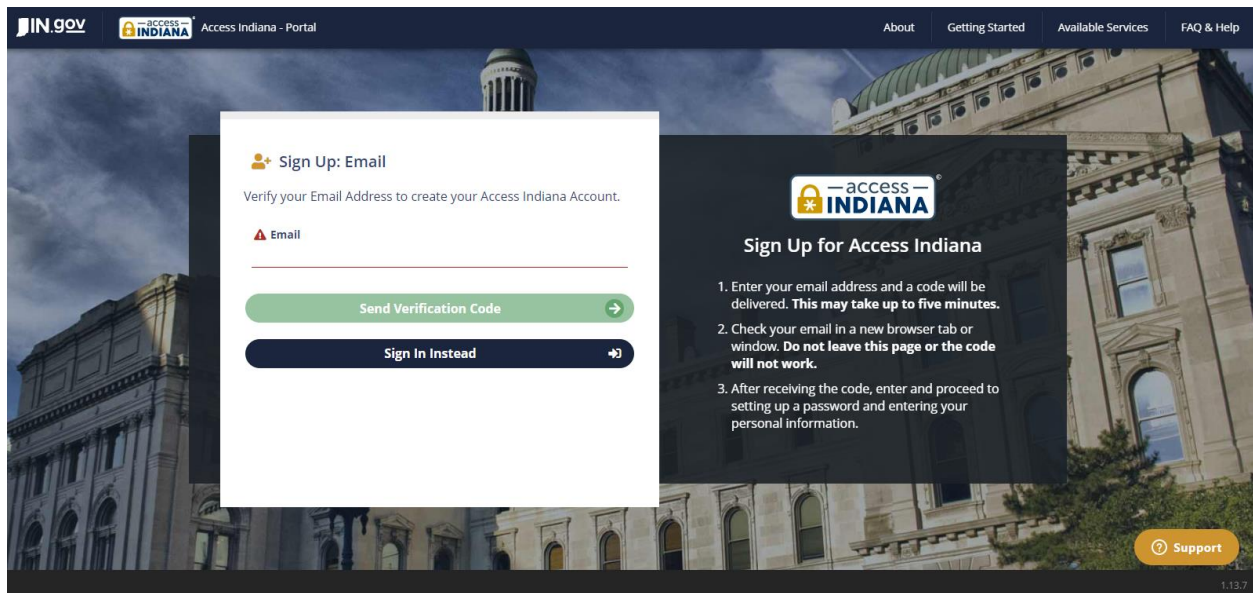 IN.gov
access INDIANA
Access Indiana - Portal
About
Getting Started
Available Services
FAQ & Help
Sign Up: Email
Verify your Email Address to create your Access Indiana Account.
Email
Send Verification Code
Sign In Instead
access
INDIANA
©
Sign Up for Access Indiana
1. Enter your email address and a code will be
delivered. This may take up to five minutes.
2. Check your email in a new browser tab or
window. Do not leave this page or the code
will not work.
3. After receiving the code, enter and proceed to
setting up a password and entering your
personal information.
Support
1.13.7